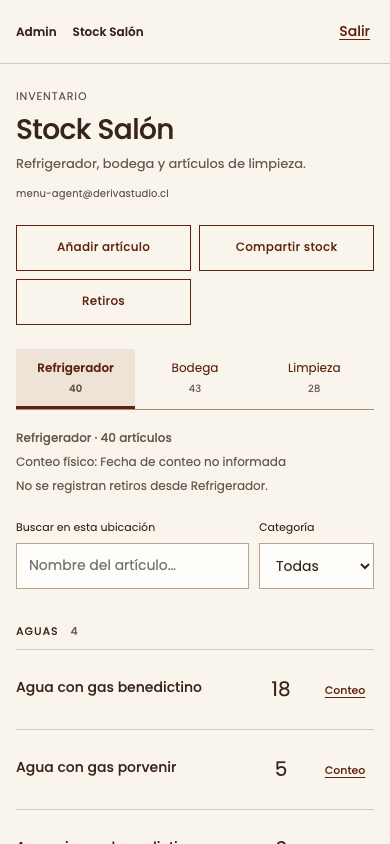 Admin Stock Salón Salir
INVENTARIO
Stock Salón
Refrigerador, bodega y artículos de limpieza.
menu-agent@derivastudio.cl
Añadir artículo Compartir stock
Retiros
Refrigerador Bodega Limpieza
40 43 28
Refrigerador · 40 artículos
Conteo físico: Fecha de conteo no informada
No se registran retiros desde Refrigerador.
Buscar en esta ubicación Categoría
Nombre del artículo… Todas
AGUAS 4
Agua con gas benedictino 18 Conteo
Agua con gas porvenir 5 Conteo